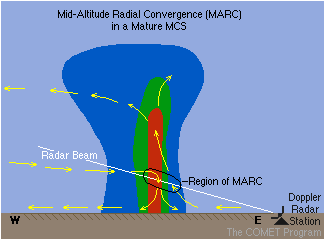 Mid-Altitude Radial Convergence (MARC)
in a Mature MCS
Radar Beam
Region of MARC
Doppler
Radar
Station
W
E
The COMET Program